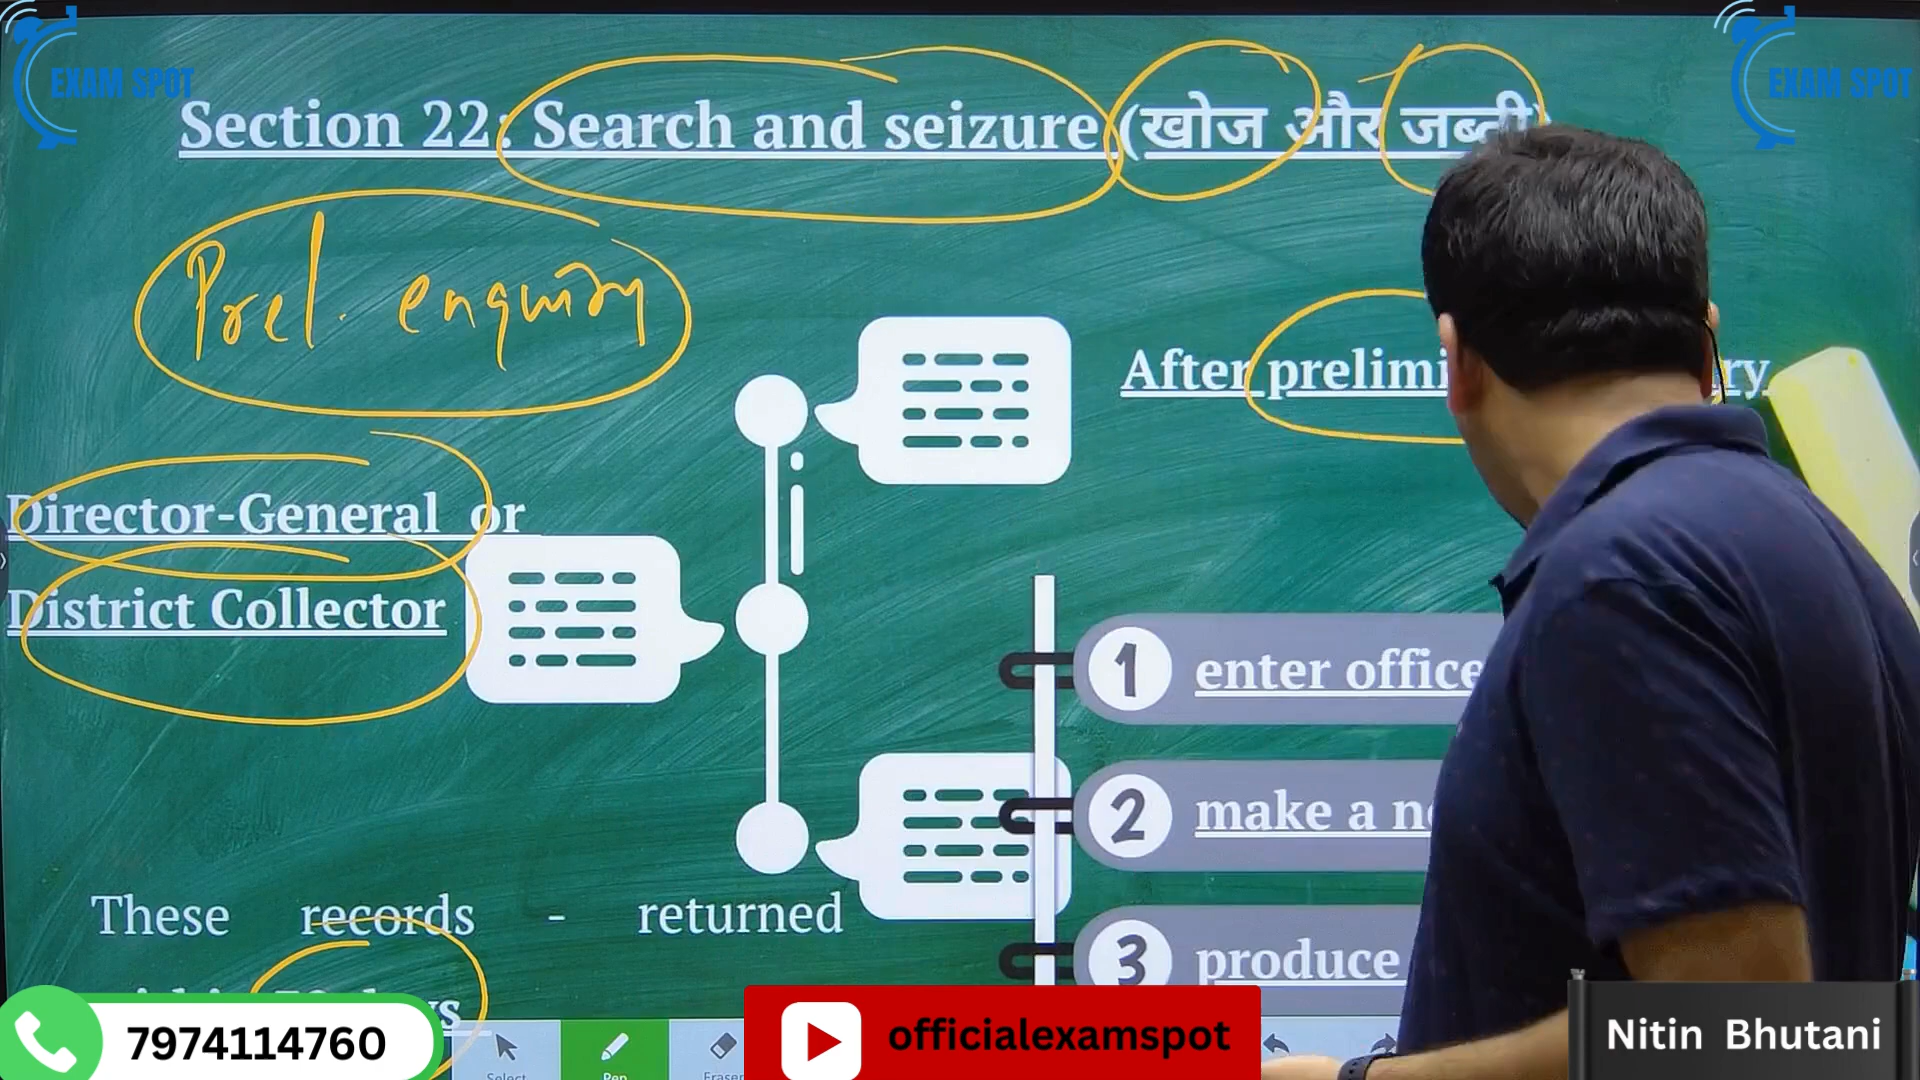 EXAM SPOT
EXAM SPOT
Section 22: Search and seizure (खोज और जब्ती)
Prel. enquiry
After
Director-General or
District Collector
1 enter office
2 make a
3 produce
These records - returned
7974114760
Select
Pen
Eraser
officialexamspot
Nitin Bhutani